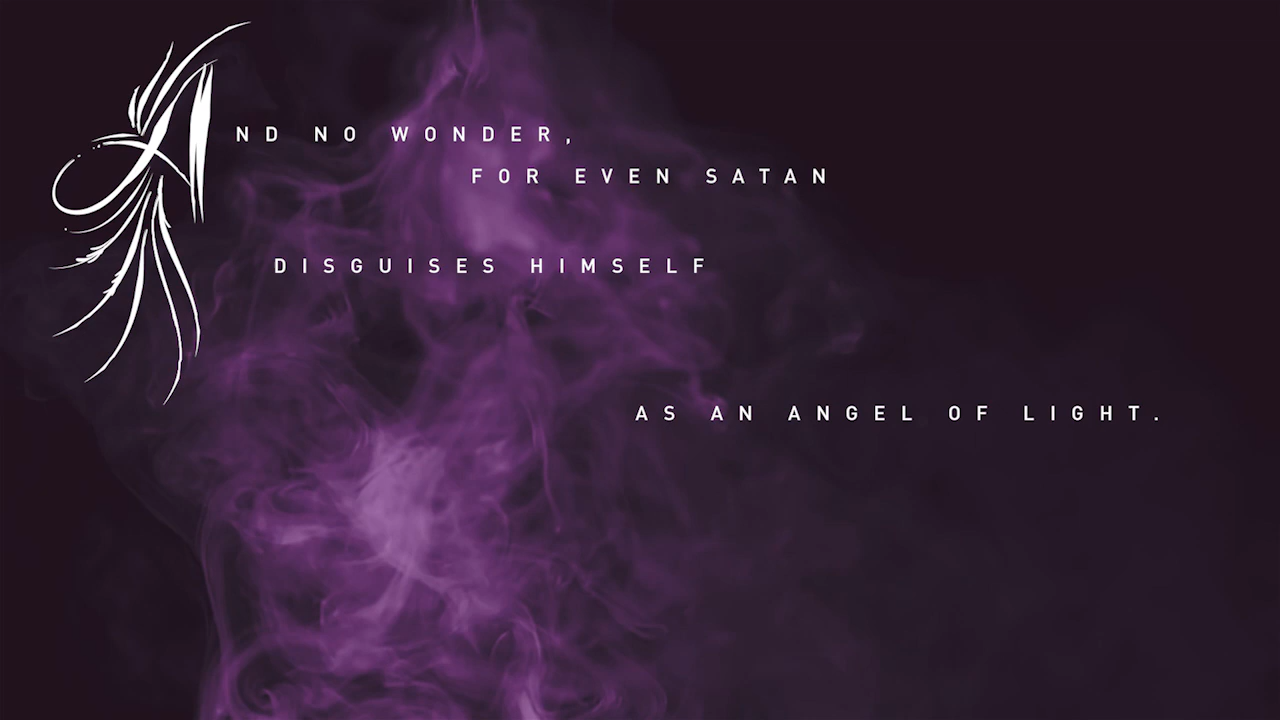 AND NO WONDER,
FOR EVEN SATAN
DISGUISES HIMSELF
AS AN ANGEL OF LIGHT.